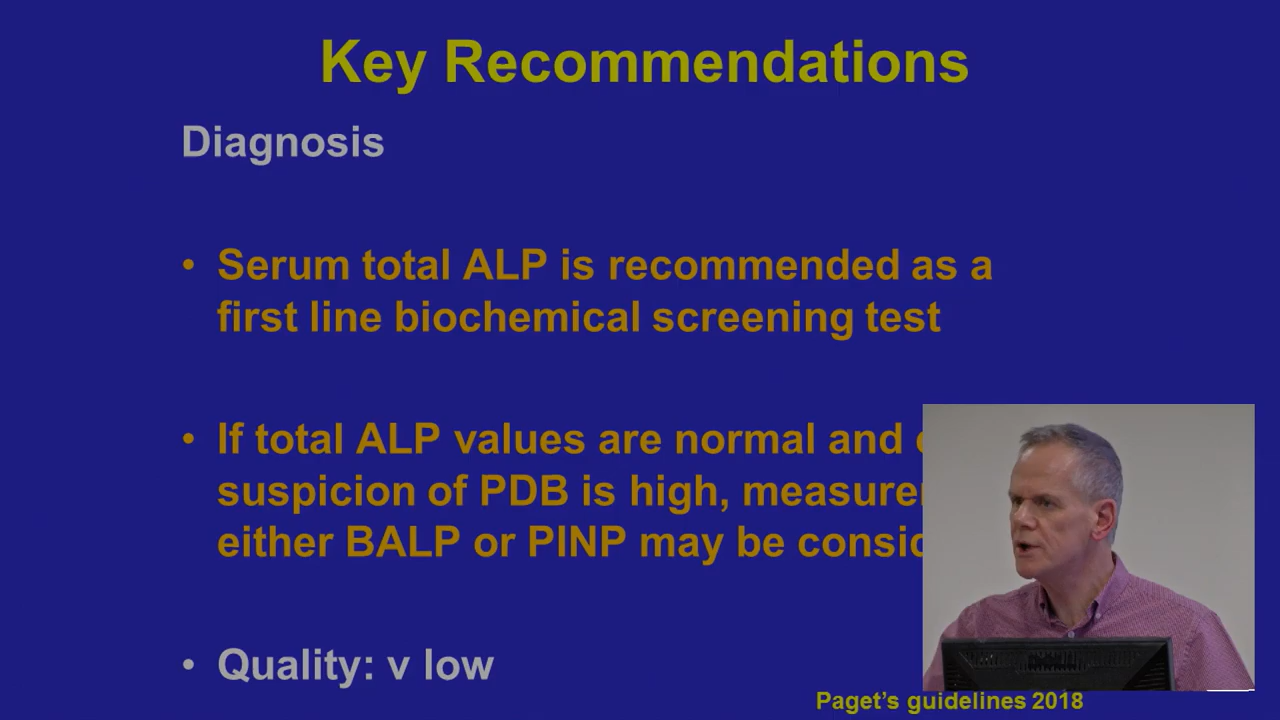 Key Recommendations
Diagnosis
• Serum total ALP is recommended as a
first line biochemical screening test
• If total ALP values are normal and
suspicion of PDB is high,
either BALP or PINP may be
• Quality: v low
Paget's guidelines 2018